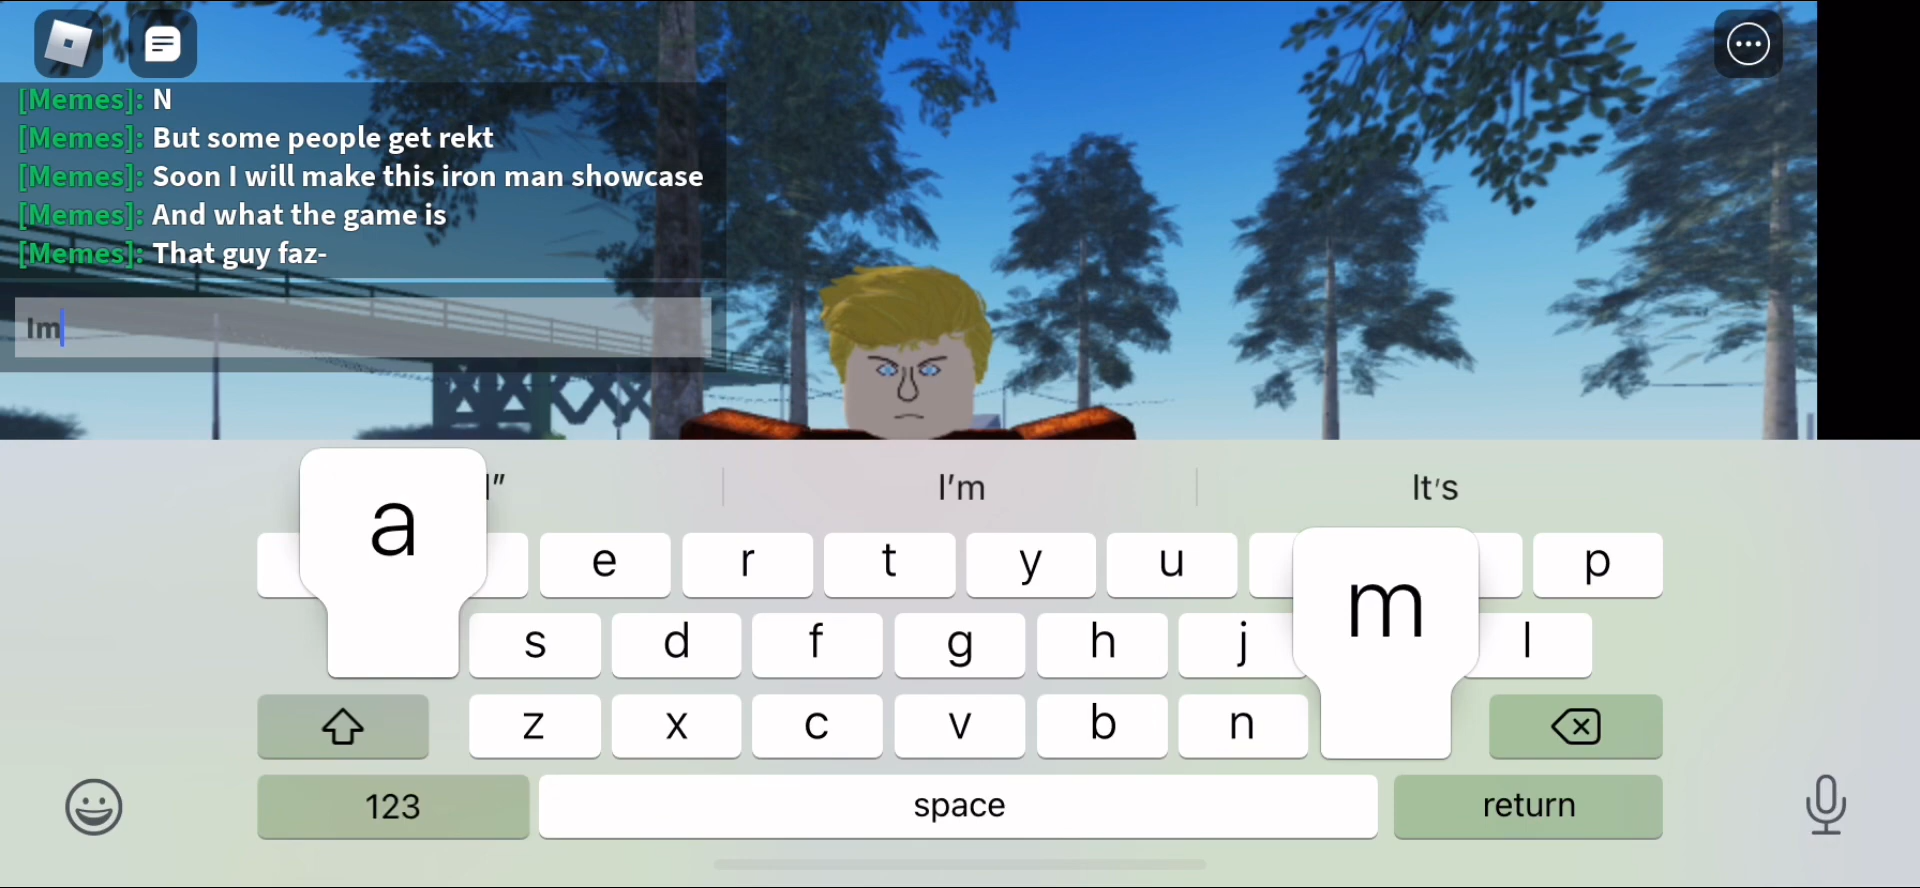 [Memes]: N
[Memes]: But some people get rekt
[Memes]: Soon I will make this iron man showcase
[Memes]: And what the game is
[Memes]: That guy faz-
Im
I’m
It’s
a
e r t y u p
s d f g h j l
m
z x c v b n
123 space return